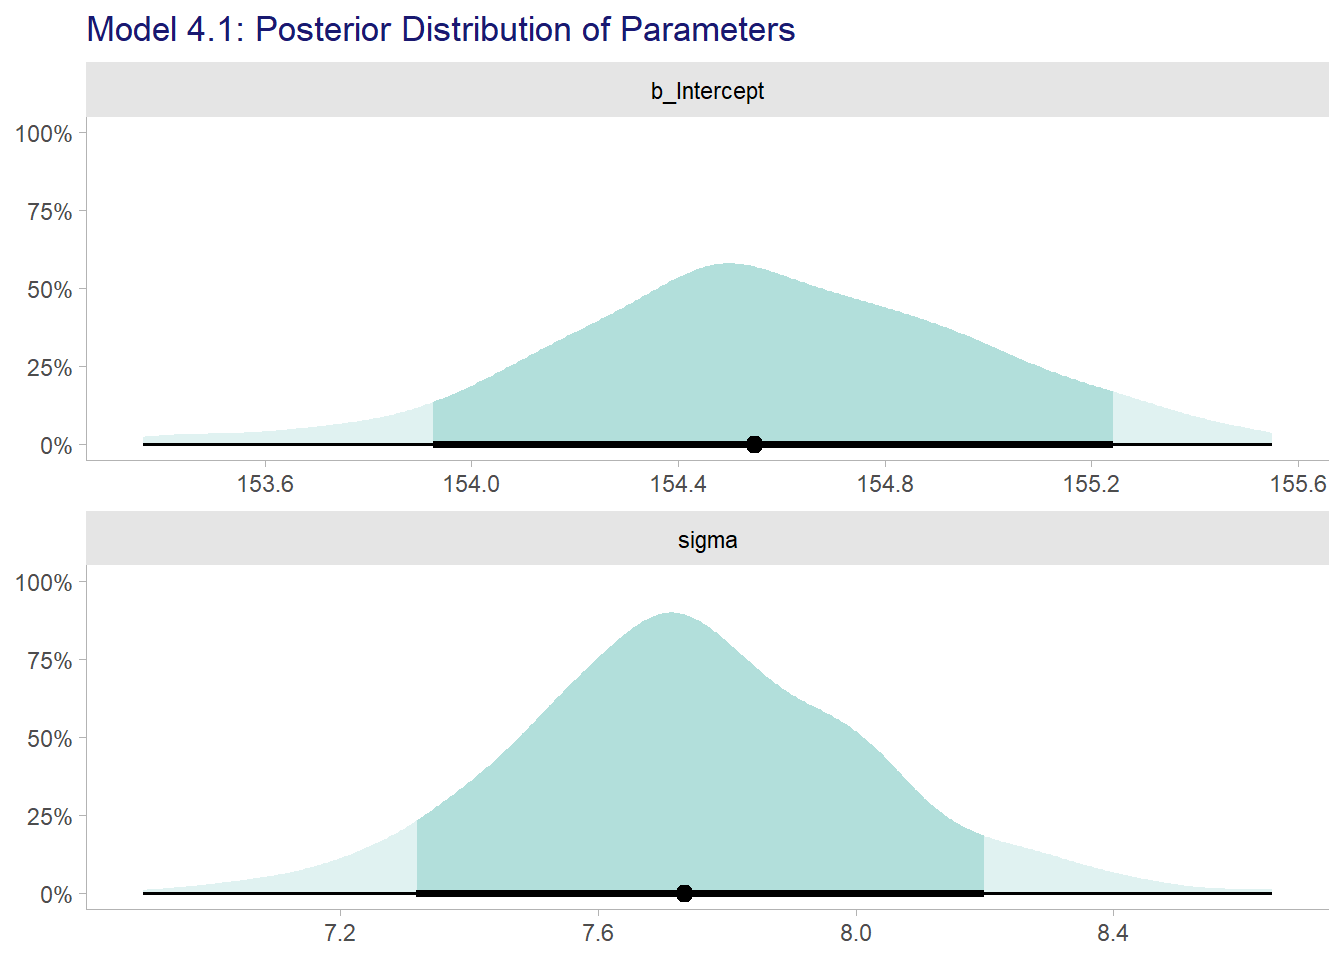 Model 4.1: Posterior Distribution of Parameters
b_Intercept
100%
75%
50%
25%
0%
153.6 154.0 154.4 154.8 155.2 155.6
sigma
100%
75%
50%
25%
0%
7.2 7.6 8.0 8.4